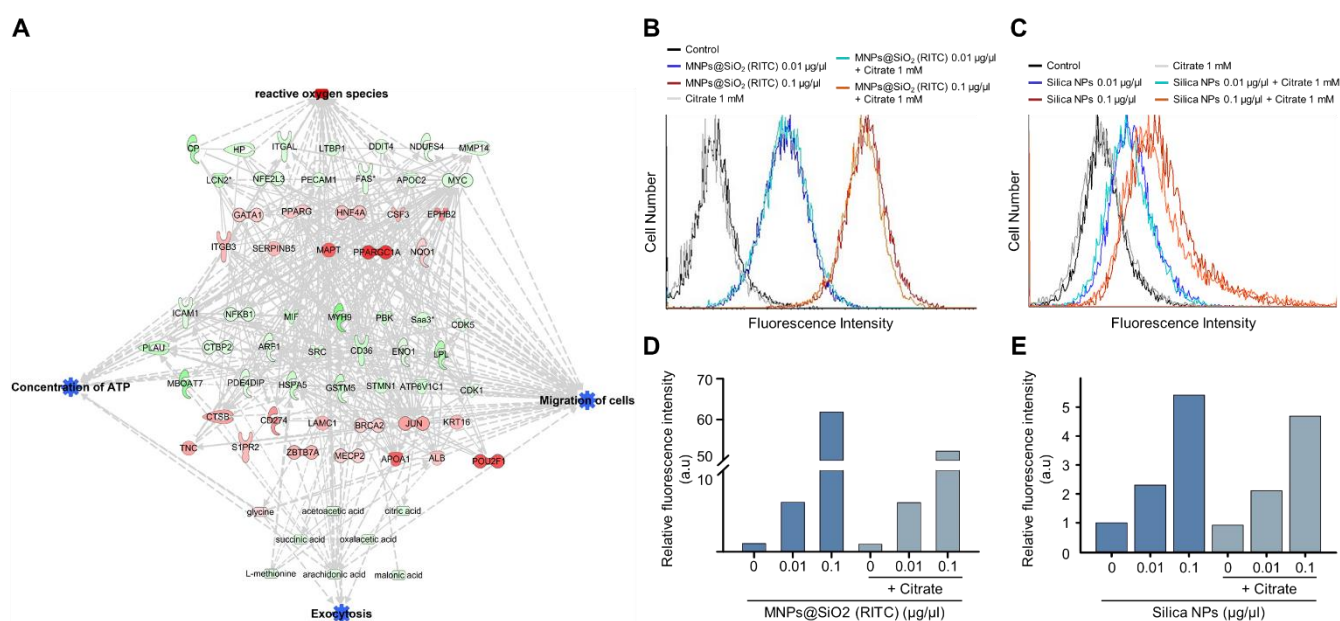 A
reactive oxygen species
CP HP ITGAL LTBP1 DDIT4 NDUFS4 MMP14
LCN2* NFE2L3 PECAM1 FAS* APOC2 MYC
GATA1 PPARG HNF4A CSF3 EPHB2
ITGB3 SERPINB5 MAPT PPARGC1A NQO1
ICAM1 NFKB1 MIF MYH9 PBK Saa3* CDK5
PLAU CTBP2 ARF1 SRC CD36 ENO1 LPL
Concentration of ATP
MBOAT7 PDE4DIP HSPA5 GSTM5 STMN1 ATP6V1C1 CDK1
Migration of cells
CTSB CD274 LAMC1 BRCA2 JUN KRT16
TNC S1PR2 ZBTB7A MECP2 APOA1 ALB POU2F1
glycine acetoacetic acid citric acid
succinic acid oxalacetic acid
L-methionine arachidonic acid malonic acid
Exocytosis
B
Control
MNPs@SiO₂ (RITC) 0.01 µg/µl
MNPs@SiO₂ (RITC) 0.1 µg/µl
Citrate 1 mM
MNPs@SiO₂ (RITC) 0.01 µg/µl
+ Citrate 1 mM
MNPs@SiO₂ (RITC) 0.1 µg/µl
+ Citrate 1 mM
Cell Number
Fluorescence Intensity
C
Control
Silica NPs 0.01 µg/µl
Silica NPs 0.1 µg/µl
Citrate 1 mM
Silica NPs 0.01 µg/µl + Citrate 1 mM
Silica NPs 0.1 µg/µl + Citrate 1 mM
Cell Number
Fluorescence Intensity
D
Relative fluorescence intensity
(a.u)
70
60
50
10
0 0.01 0.1 0 0.01 0.1
+ Citrate
MNPs@SiO2 (RITC) (µg/µl)
E
Relative fluorescence intensity
(a.u)
5
4
3
2
1
0
0 0.01 0.1 0 0.01 0.1
+ Citrate
Silica NPs (µg/µl)